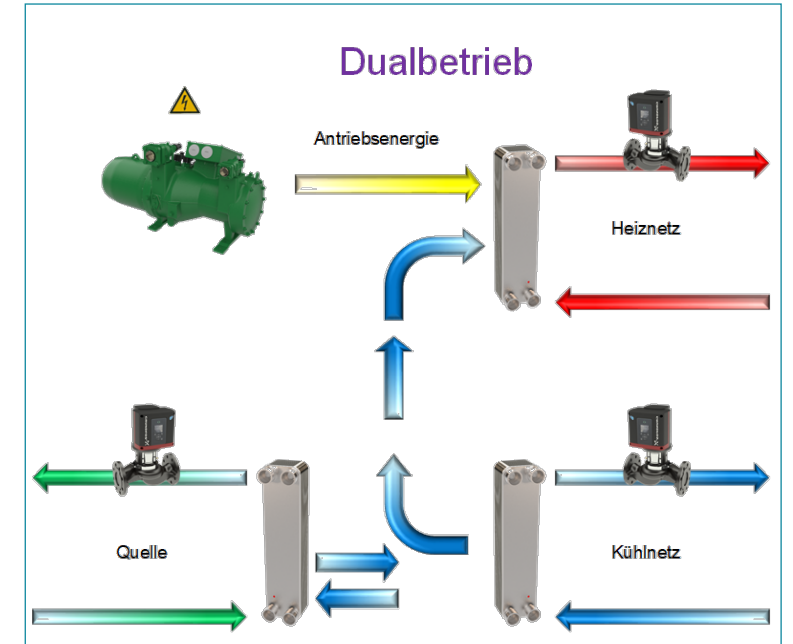 Dualbetrieb
Antriebsenergie
Heiznetz
Quelle
Kühlnetz